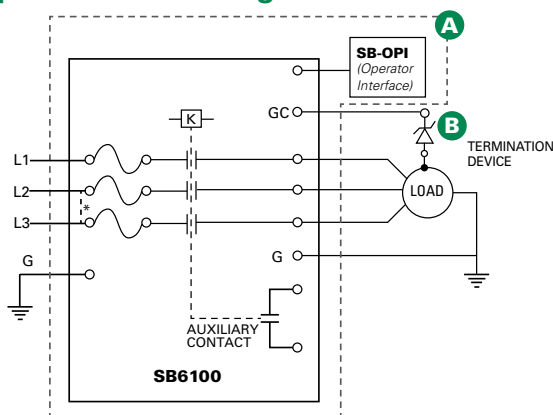 A
SB-OPI
(Operator
Interface)
GC
B
TERMINATION
DEVICE
K
L1
L2
L3
*
LOAD
G
G
AUXILIARY
CONTACT
SB6100